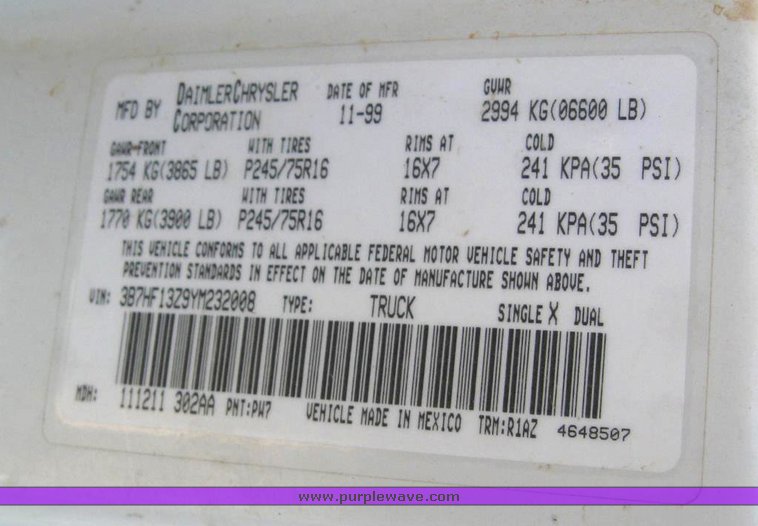 MFD BY DAIMLERCHRYSLER CORPORATION DATE OF MFR 11-99 GVWR 2994 KG(06600 LB)
GAWR-FRONT WITH TIRES RIMS AT COLD
1754 KG(3865 LB) P245/75R16 16X7 241 KPA(35 PSI)
GAWR REAR WITH TIRES RIMS AT COLD
1770 KG(3900 LB) P245/75R16 16X7 241 KPA(35 PSI)
THIS VEHICLE CONFORMS TO ALL APPLICABLE FEDERAL MOTOR VEHICLE SAFETY AND THEFT
PREVENTION STANDARDS IN EFFECT ON THE DATE OF MANUFACTURE SHOWN ABOVE.
VIN: 3B7HF13Z9YM232008 TYPE: TRUCK SINGLE X DUAL
MDH: 111211 302AA PNT:PW7 VEHICLE MADE IN MEXICO TRM:R1AZ 4648507
www.purplewave.com